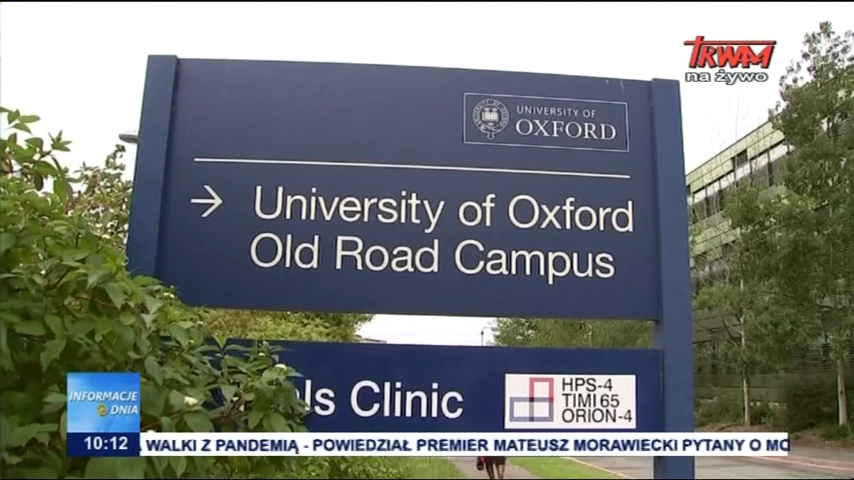 TRWAM
na żywo
UNIVERSITY OF
OXFORD
→ University of Oxford
Old Road Campus
ls Clinic
HPS-4
TIMI 65
ORION-4
INFORMACJE
DNIA
10:12
WALKI Z PANDEMIĄ - POWIEDZIAŁ PREMIER MATEUSZ MORAWIECKI PYTANY O